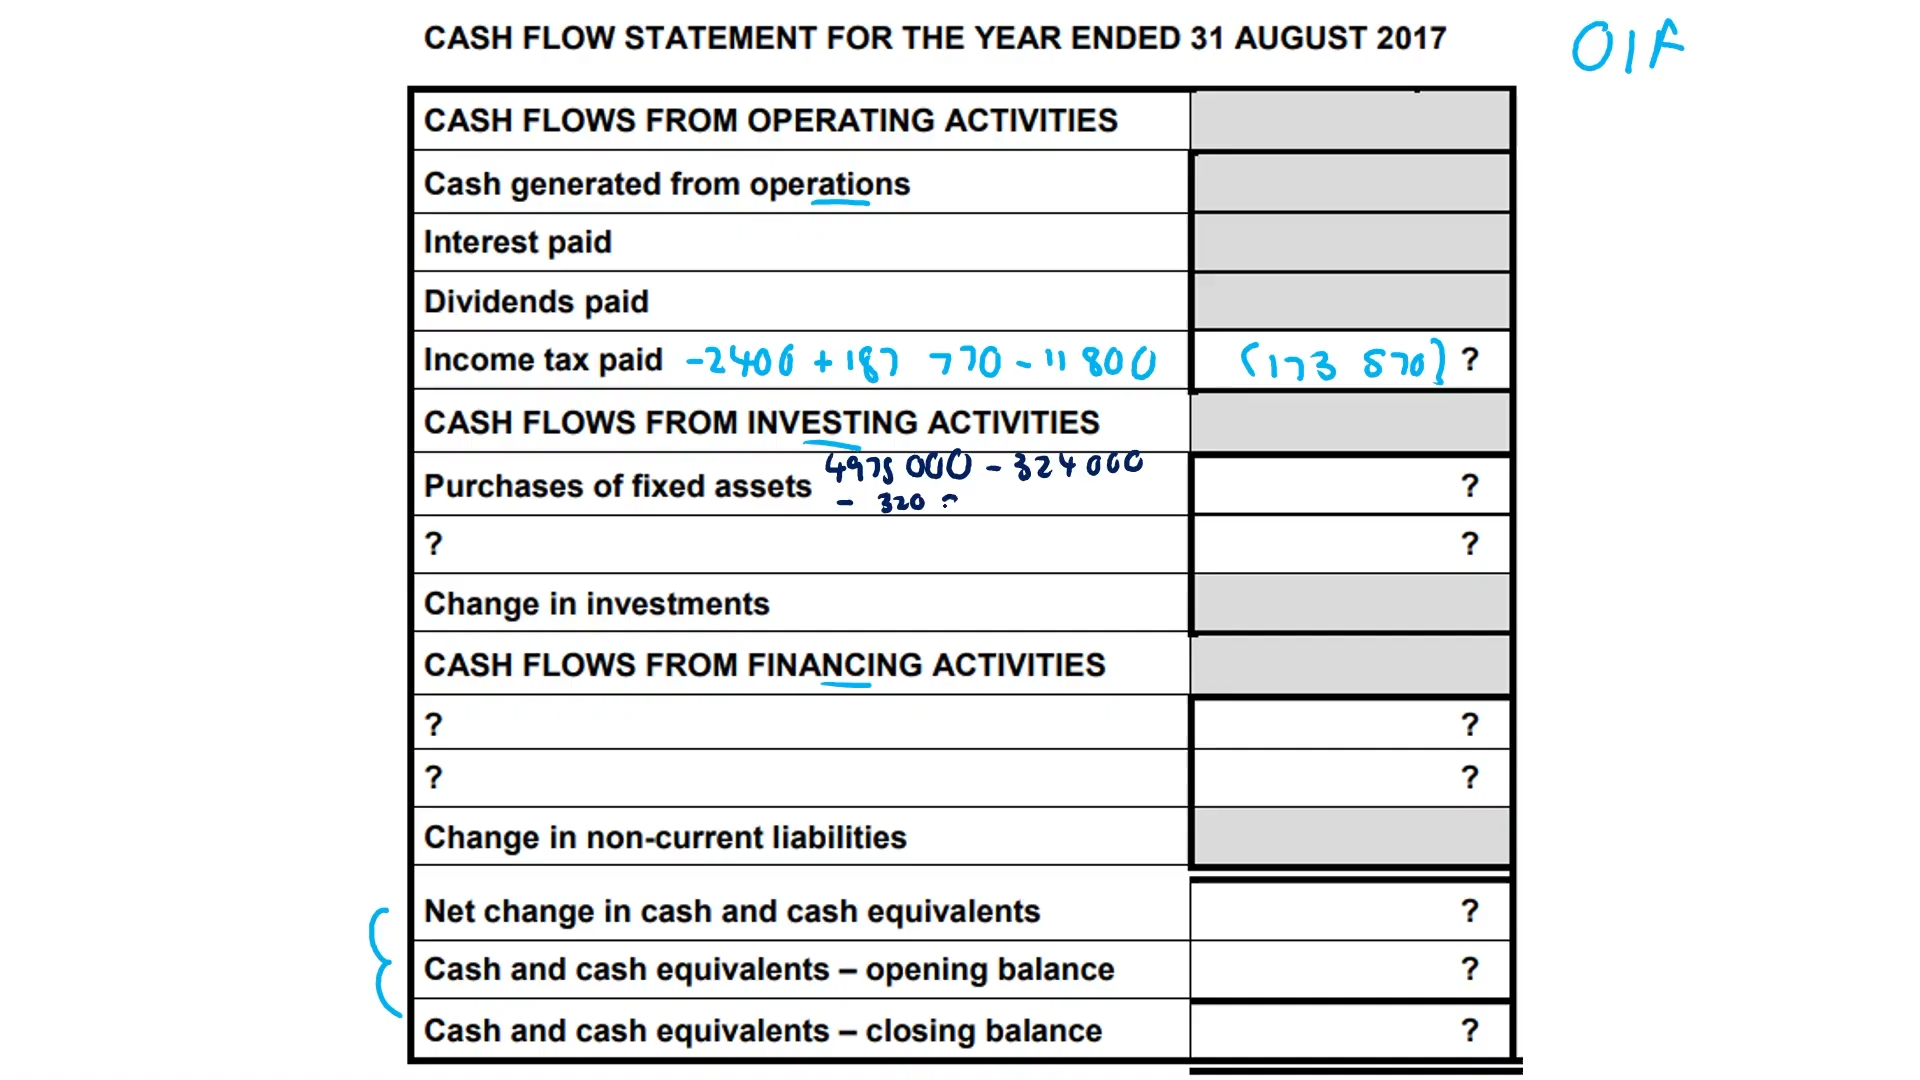 CASH FLOW STATEMENT FOR THE YEAR ENDED 31 AUGUST 2017
OIF
CASH FLOWS FROM OPERATING ACTIVITIES
Cash generated from operations
Interest paid
Dividends paid
Income tax paid -2400 + 187 770 - 11 800 (173 570) ?
CASH FLOWS FROM INVESTING ACTIVITIES
4975 000 - 324 000
Purchases of fixed assets ?
- 320
? ?
Change in investments
CASH FLOWS FROM FINANCING ACTIVITIES
? ?
? ?
Change in non-current liabilities
Net change in cash and cash equivalents ?
Cash and cash equivalents – opening balance ?
Cash and cash equivalents – closing balance ?